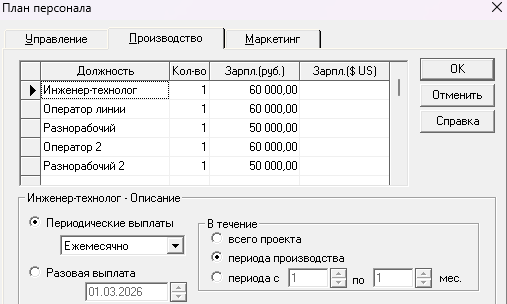 План персонала
Управление Производство Маркетинг
Должность Кол-во Зарпл.(руб.) Зарпл.($ US)
Инженер-технолог 1 60 000,00
Оператор линии 1 60 000,00
Разнорабочий 1 50 000,00
Оператор 2 1 60 000,00
Разнорабочий 2 1 50 000,00
OK
Отменить
Справка
Инженер-технолог - Описание
Периодические выплаты
Ежемесячно
Разовая выплата
01.03.2026
В течение
всего проекта
периода производства
периода с 1 по 1 мес.